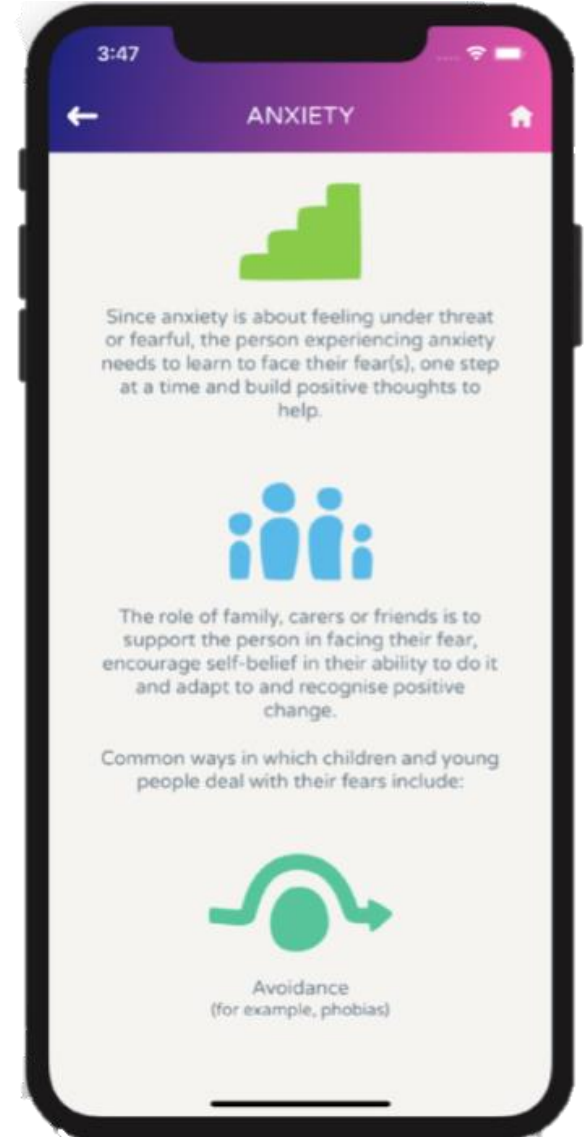 3:47
ANXIETY
Since anxiety is about feeling under threat
or fearful, the person experiencing anxiety
needs to learn to face their fear(s), one step
at a time and build positive thoughts to
help.
The role of family, carers or friends is to
support the person in facing their fear,
encourage self-belief in their ability to do it
and adapt to and recognise positive
change.
Common ways in which children and young
people deal with their fears include:
Avoidance
(for example, phobias)